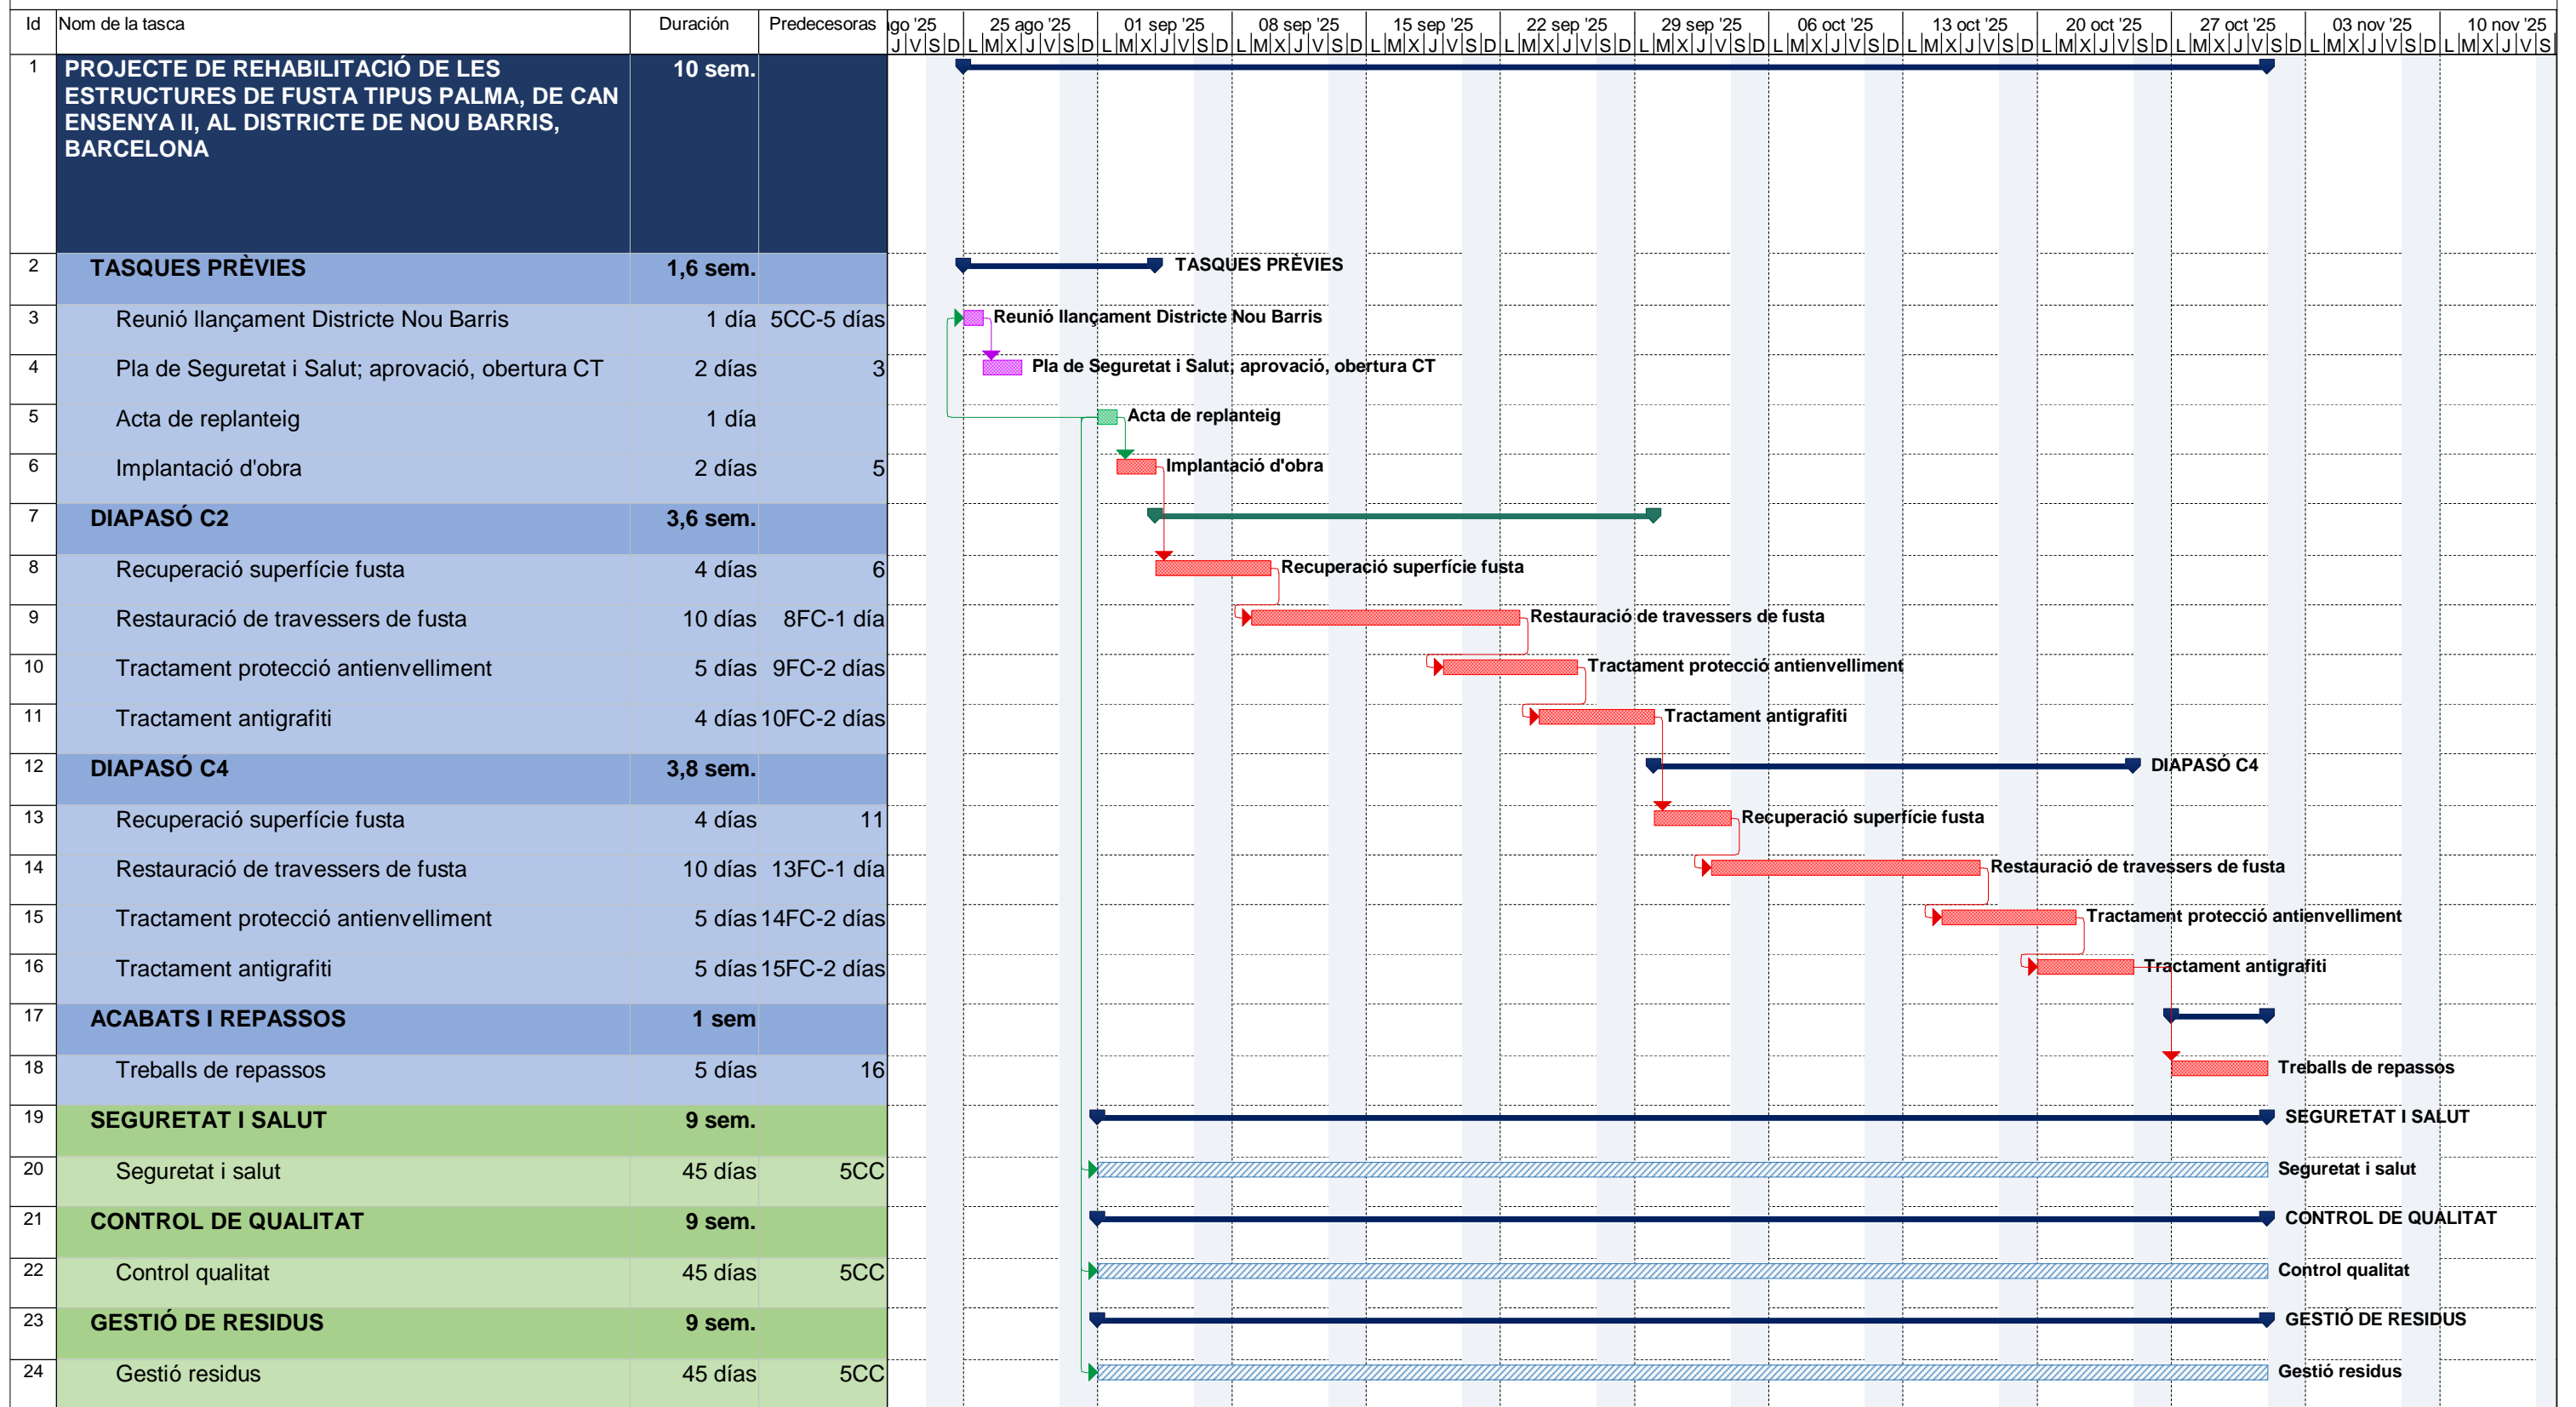 Id Nom de la tasca Duración Predecesoras go '25 25 ago '25 01 sep '25 08 sep '25 15 sep '25 22 sep '25 29 sep '25 06 oct '25 13 oct '25 20 oct '25 27 oct '25 03 nov '25 10 nov '25
J V S D L M X J V S D L M X J V S D L M X J V S D L M X J V S D L M X J V S D L M X J V S D L M X J V S D L M X J V S D L M X J V S D L M X J V S D L M X J V S D L M X J V S
1 PROJECTE DE REHABILITACIÓ DE LES 10 sem.
ESTRUCTURES DE FUSTA TIPUS PALMA, DE CAN
ENSENYA II, AL DISTRICTE DE NOU BARRIS,
BARCELONA
2 TASQUES PRÈVIES 1,6 sem. TASQUES PRÈVIES
3 Reunió llançament Districte Nou Barris 1 día 5CC-5 días Reunió llançament Districte Nou Barris
4 Pla de Seguretat i Salut; aprovació, obertura CT 2 días 3 Pla de Seguretat i Salut; aprovació, obertura CT
5 Acta de replanteig 1 día Acta de replanteig
6 Implantació d'obra 2 días 5 Implantació d'obra
7 DIAPASÓ C2 3,6 sem.
8 Recuperació superfície fusta 4 días 6 Recuperació superfície fusta
9 Restauració de travessers de fusta 10 días 8FC-1 día Restauració de travessers de fusta
10 Tractament protecció antienvelliment 5 días 9FC-2 días Tractament protecció antienvelliment
11 Tractament antigrafiti 4 días 10FC-2 días Tractament antigrafiti
12 DIAPASÓ C4 3,8 sem. DIAPASÓ C4
13 Recuperació superfície fusta 4 días 11 Recuperació superfície fusta
14 Restauració de travessers de fusta 10 días 13FC-1 día Restauració de travessers de fusta
15 Tractament protecció antienvelliment 5 días 14FC-2 días Tractament protecció antienvelliment
16 Tractament antigrafiti 5 días 15FC-2 días Tractament antigrafiti
17 ACABATS I REPASSOS 1 sem
18 Treballs de repassos 5 días 16 Treballs de repassos
19 SEGURETAT I SALUT 9 sem. SEGURETAT I SALUT
20 Seguretat i salut 45 días 5CC Seguretat i salut
21 CONTROL DE QUALITAT 9 sem. CONTROL DE QUALITAT
22 Control qualitat 45 días 5CC Control qualitat
23 GESTIÓ DE RESIDUS 9 sem. GESTIÓ DE RESIDUS
24 Gestió residus 45 días 5CC Gestió residus